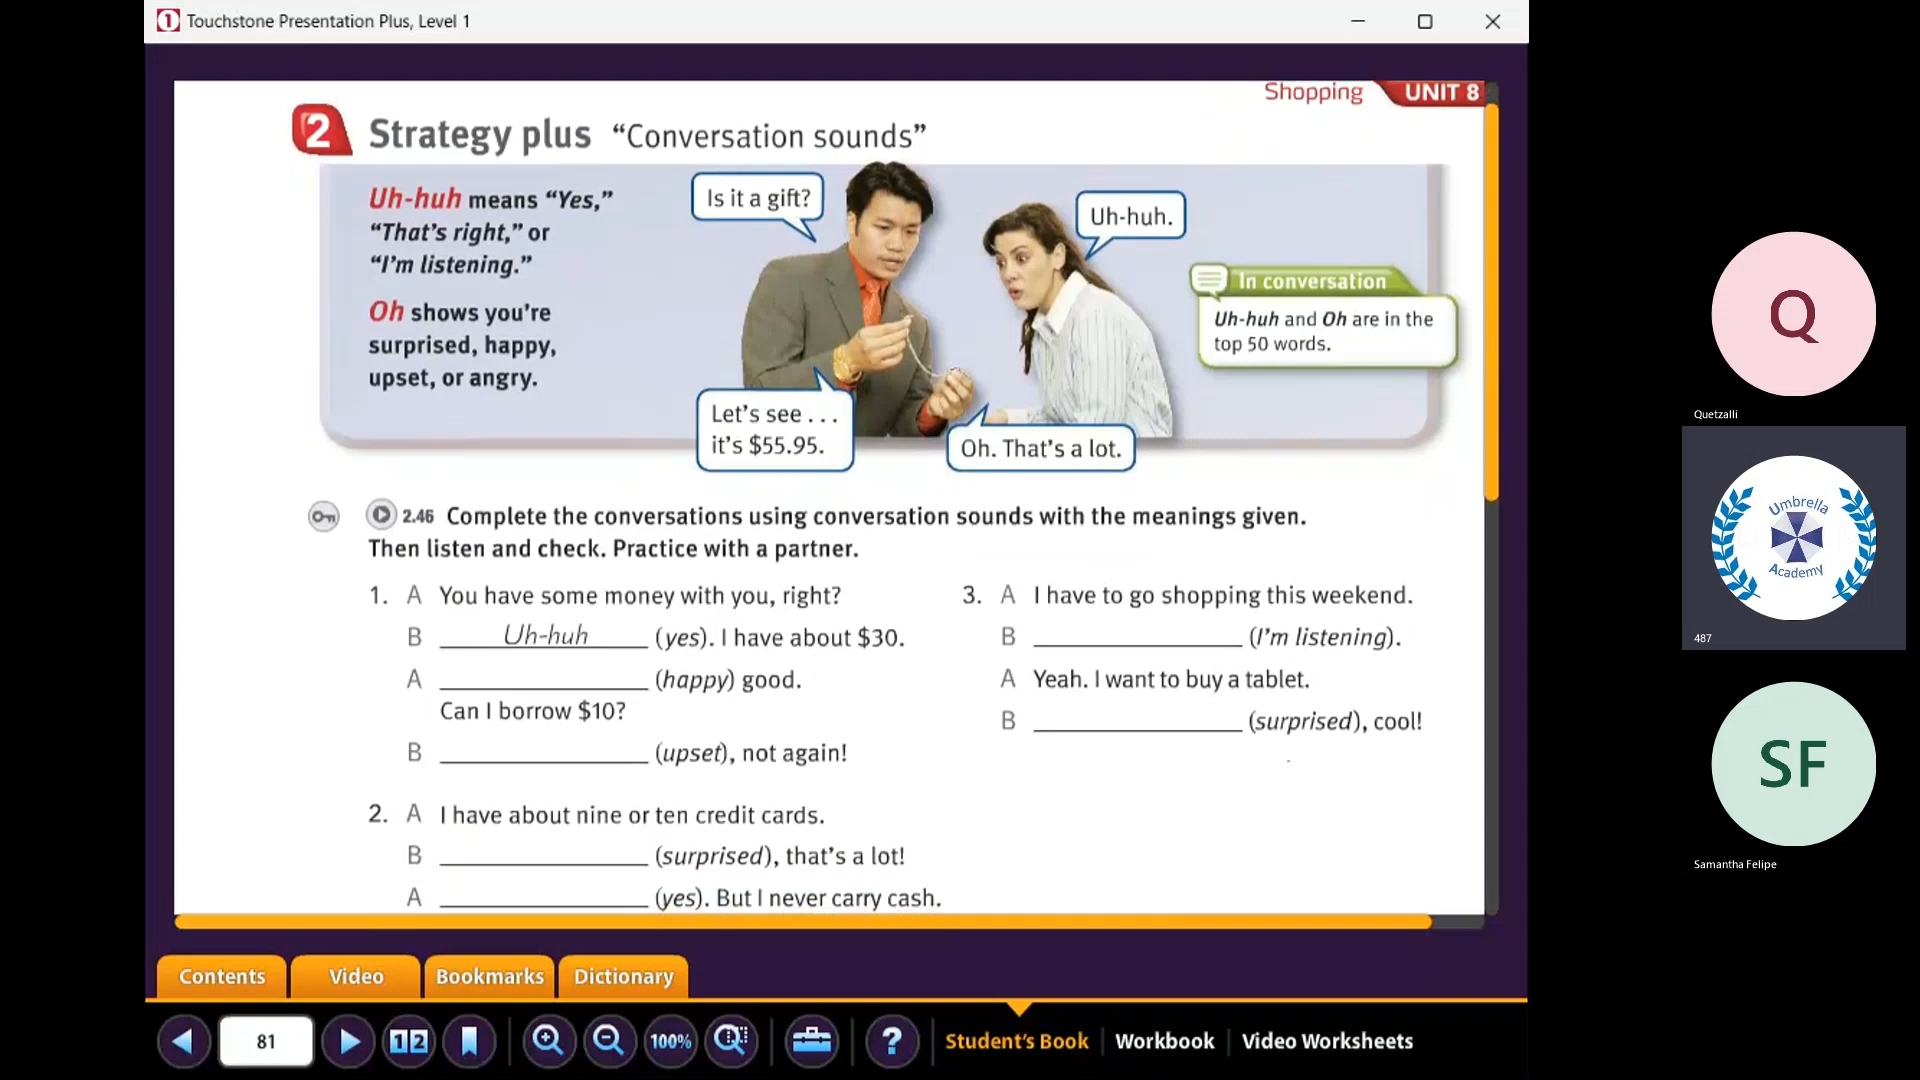 Touchstone Presentation Plus, Level 1
Shopping UNIT 8
2 Strategy plus “Conversation sounds”
Uh-huh means “Yes,”
“That’s right,” or
“I’m listening.”
Oh shows you’re
surprised, happy,
upset, or angry.
Is it a gift?
Uh-huh.
Let’s see . . .
it’s $55.95.
Oh. That’s a lot.
In conversation
Uh-huh and Oh are in the
top 50 words.
2.46 Complete the conversations using conversation sounds with the meanings given.
Then listen and check. Practice with a partner.
1. A You have some money with you, right?
B Uh-huh (yes). I have about $30.
A ______________ (happy) good.
Can I borrow $10?
B ______________ (upset), not again!
2. A I have about nine or ten credit cards.
B ______________ (surprised), that’s a lot!
A ______________ (yes). But I never carry cash.
3. A I have to go shopping this weekend.
B ______________ (I’m listening).
A Yeah. I want to buy a tablet.
B ______________ (surprised), cool!
Contents Video Bookmarks Dictionary
81 12 100% ? Student’s Book Workbook Video Worksheets
Q
Quetzalli
Umbrella
Academy
487
SF
Samantha Felipe